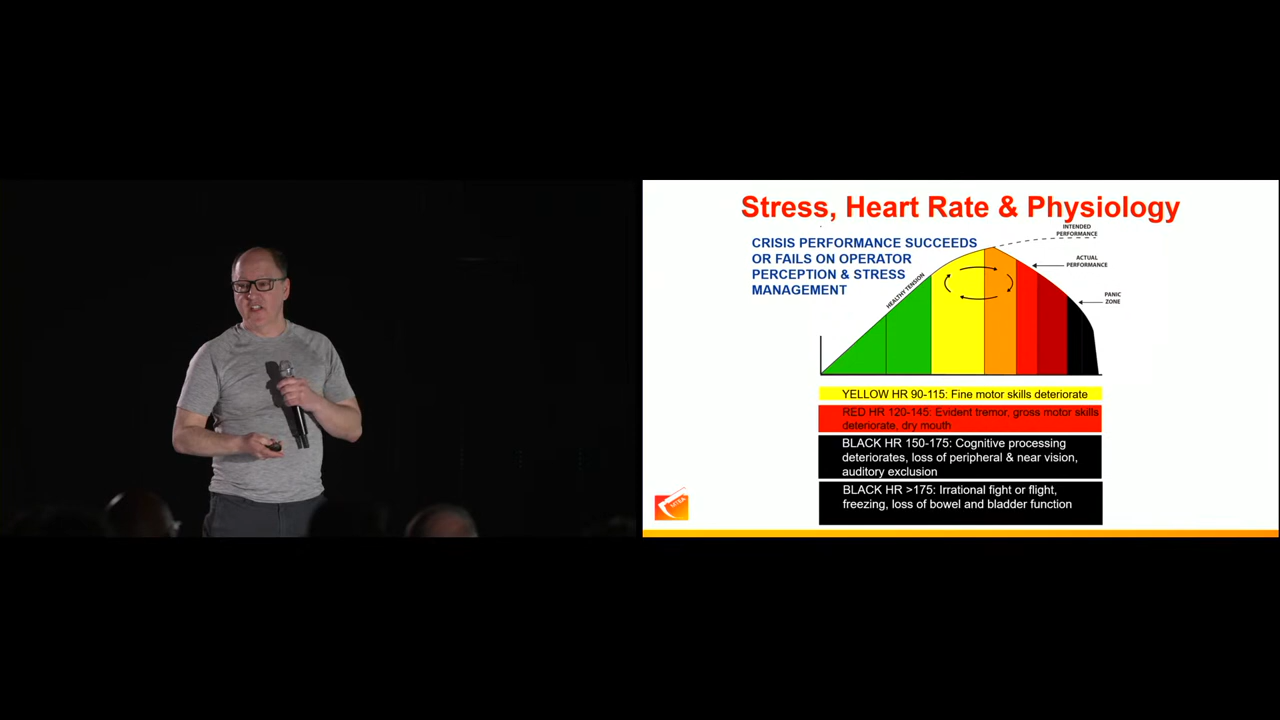 Stress, Heart Rate & Physiology
CRISIS PERFORMANCE SUCCEEDS
OR FAILS ON OPERATOR
PERCEPTION & STRESS
MANAGEMENT
INTENDED
PERFORMANCE
ACTUAL
PERFORMANCE
HEALTHY TENSION
PANIC
ZONE
YELLOW HR 90-115: Fine motor skills deteriorate
RED HR 120-145: Evident tremor, gross motor skills
deteriorate, dry mouth
BLACK HR 150-175: Cognitive processing
deteriorates, loss of peripheral & near vision,
auditory exclusion
BLACK HR >175: Irrational fight or flight,
freezing, loss of bowel and bladder function